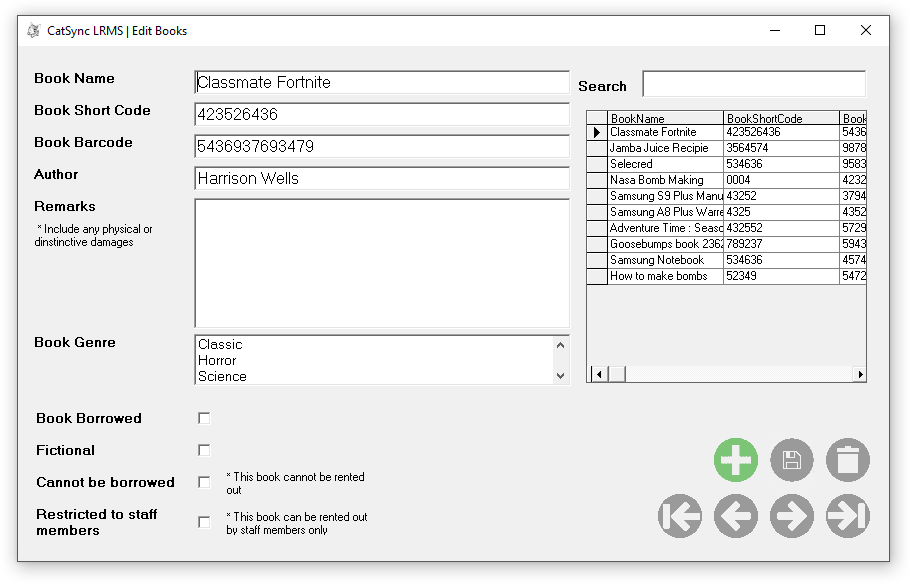 CatSync LRMS | Edit Books
Book Name
Classmate Fortnite
Book Short Code
423526436
Book Barcode
5436937693479
Author
Harrison Wells
Remarks
* Include any physical or
dinstinctive damages
Book Genre
Classic
Horror
Science
Book Borrowed
Fictional
Cannot be borrowed
* This book cannot be rented
out
Restricted to staff
members
* This book can be rented out
by staff members only
Search
BookName BookShortCode Book
Classmate Fortnite 423526436 5436
Jamba Juice Recipie 3564574 9878
Selecred 534636 9583
Nasa Bomb Making 0004 4232
Samsung S9 Plus Manu 43252 3794
Samsung A8 Plus Warre 4325 4352
Adventure Time : Seasc 432552 5729
Goosebumps book 2362 789237 5943
Samsung Notebook 534636 4574
How to make bombs 52349 5472